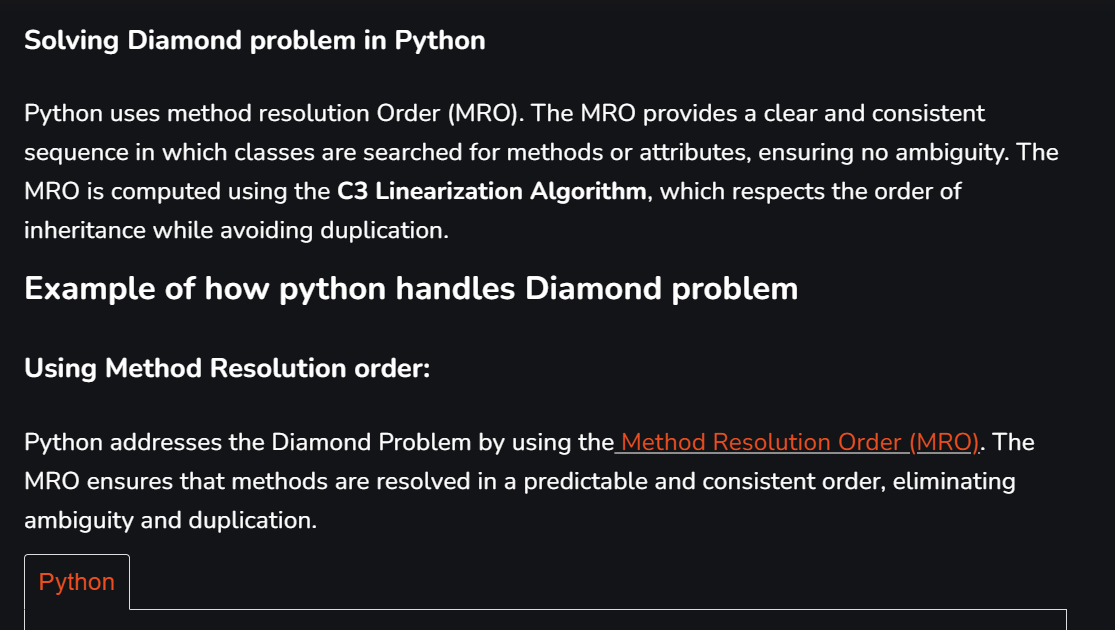 Solving Diamond problem in Python
Python uses method resolution Order (MRO). The MRO provides a clear and consistent
sequence in which classes are searched for methods or attributes, ensuring no ambiguity. The
MRO is computed using the C3 Linearization Algorithm, which respects the order of
inheritance while avoiding duplication.
Example of how python handles Diamond problem
Using Method Resolution order:
Python addresses the Diamond Problem by using the Method Resolution Order (MRO). The
MRO ensures that methods are resolved in a predictable and consistent order, eliminating
ambiguity and duplication.
Python